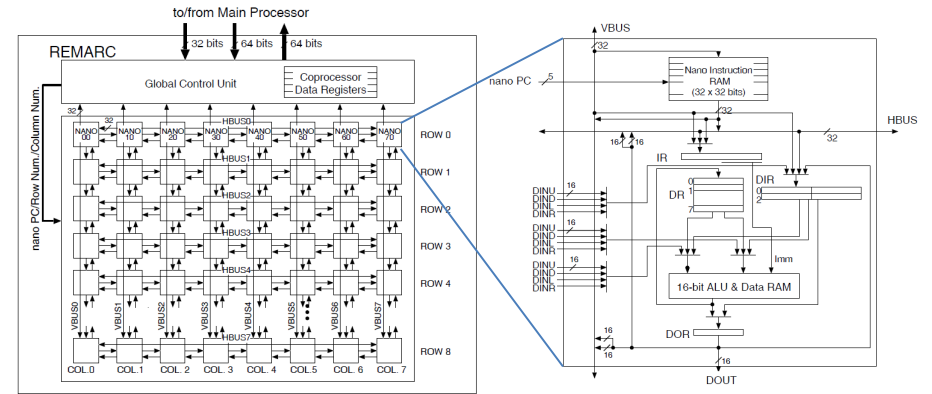 to/from Main Processor
32 bits
64 bits
64 bits
REMARC
Global Control Unit
Coprocessor
Data Registers
nano PC/Row Num./Column Num.
32
32
HBUS0
NANO
00
NANO
10
NANO
20
NANO
30
NANO
40
NANO
50
NANO
60
NANO
70
ROW 0
HBUS1
ROW 1
HBUS2
ROW 2
HBUS3
ROW 3
HBUS4
ROW 4
VBUS0
VBUS1
VBUS2
VBUS3
VBUS4
VBUS5
VBUS6
VBUS7
HBUS7
ROW 8
COL.0
COL.1
COL. 2
COL. 3
COL. 4
COL. 5
COL. 6
COL. 7
VBUS
32
nano PC
5
Nano Instruction
RAM
(32 x 32 bits)
32
HBUS
32
16
16
IR
DIR
0
2
DR
0
1
7
DINU
DIND
DINL
DINR
16
DINU
DIND
DINL
DINR
16
DINU
DIND
DINL
DINR
16
Imm
16-bit ALU & Data RAM
DOR
16
16
16
DOUT